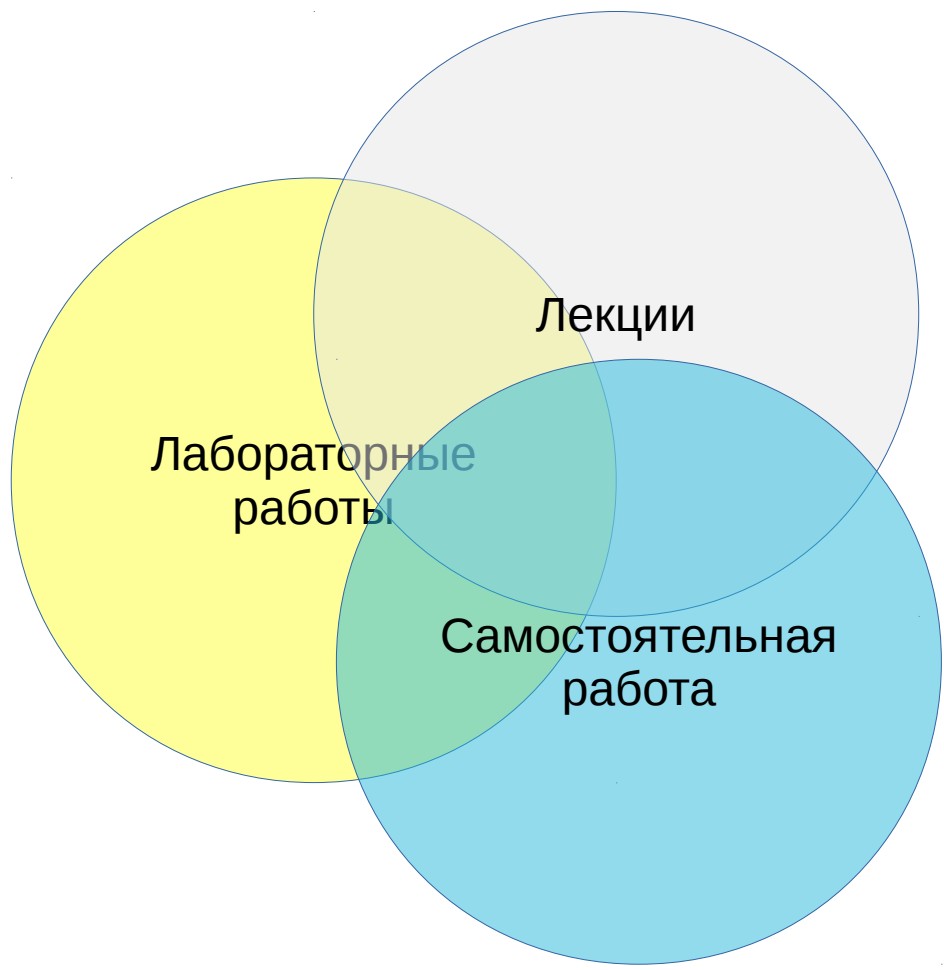 Лекции
Лабораторные
работы
Самостоятельная
работа